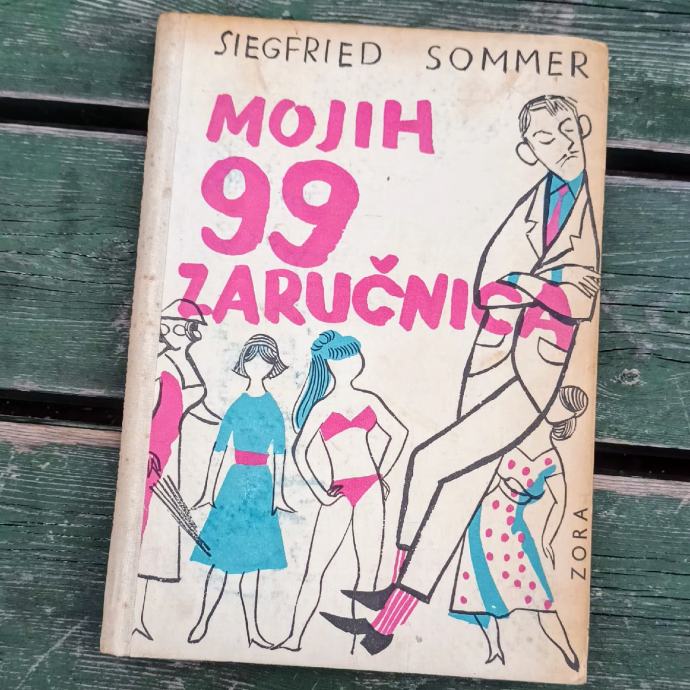 SIEGFRIED SOMMER
MOJIH
99
ZARUČNICA
ZORA